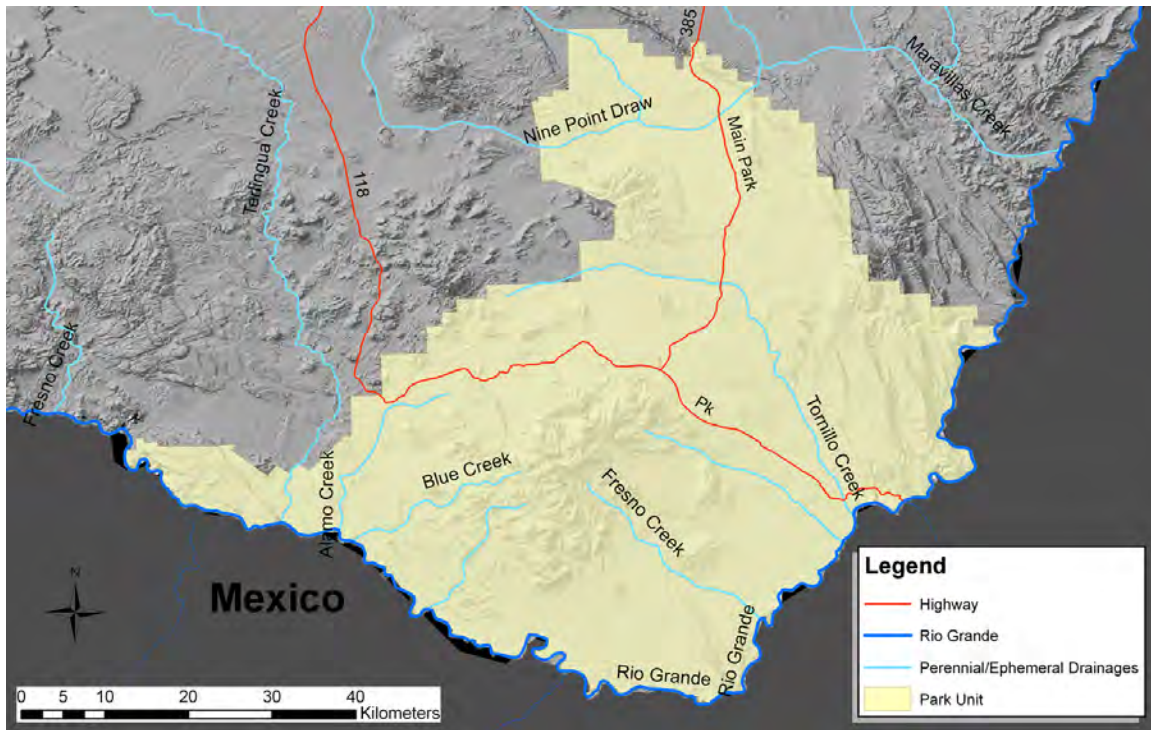 385
Maravillas Creek
Nine Point Draw
Main Park
Terlingua Creek
118
Fresno Creek
Pk
Tornillo Creek
Blue Creek
Alamo Creek
Fresno Creek
Mexico
N
Rio Grande
Rio Grande
0 5 10 20 30 40
Kilometers
Legend
Highway
Rio Grande
Perennial/Ephemeral Drainages
Park Unit